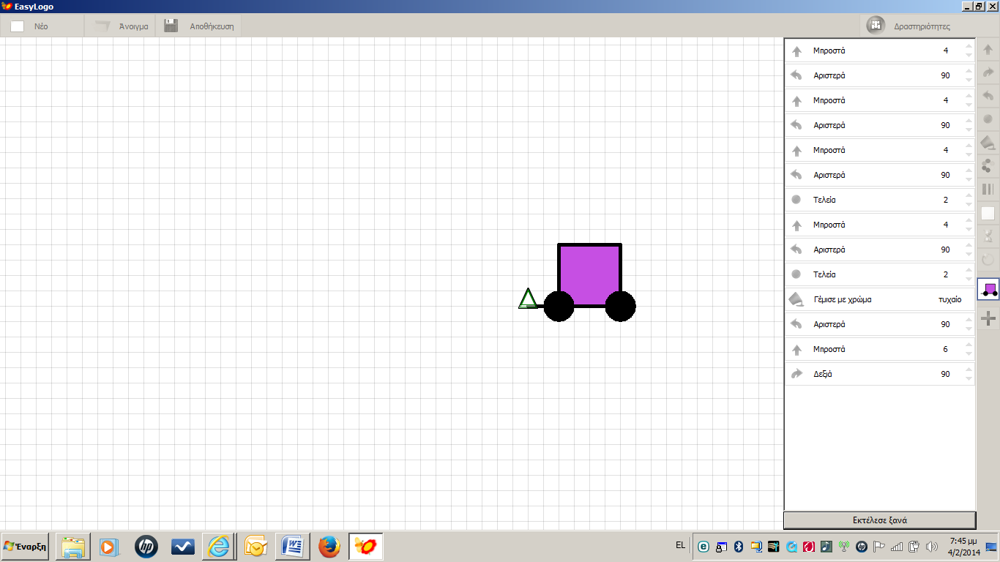 EasyLogo
Νέο
Άνοιγμα
Αποθήκευση
Δραστηριότητες
Μπροστά 4
Αριστερά 90
Μπροστά 4
Αριστερά 90
Μπροστά 4
Αριστερά 90
Τελεία 2
Μπροστά 4
Αριστερά 90
Τελεία 2
Γέμισε με χρώμα τυχαίο
Αριστερά 90
Μπροστά 6
Δεξιά 90
Εκτέλεσε ξανά
Έναρξη
EL
7:45 μμ
4/2/2014